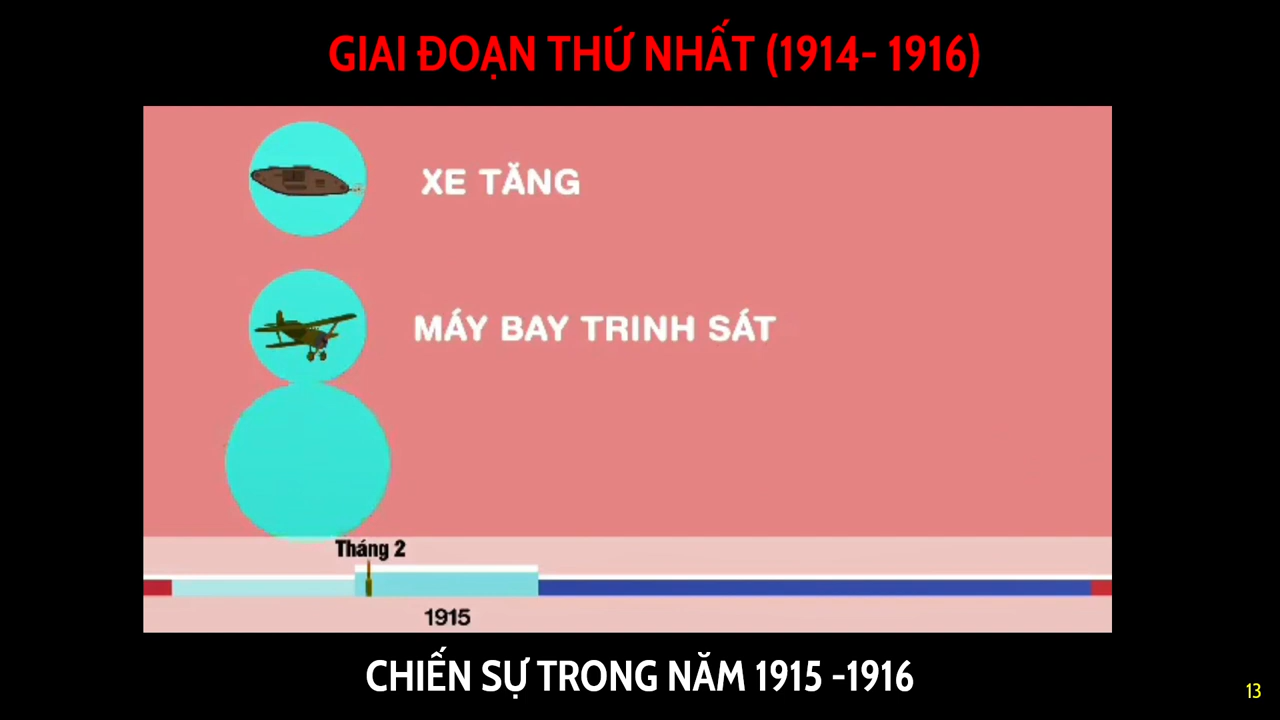 GIAI ĐOẠN THỨ NHẤT (1914- 1916)
XE TĂNG
MÁY BAY TRINH SÁT
Tháng 2
1915
CHIẾN SỰ TRONG NĂM 1915 -1916
13